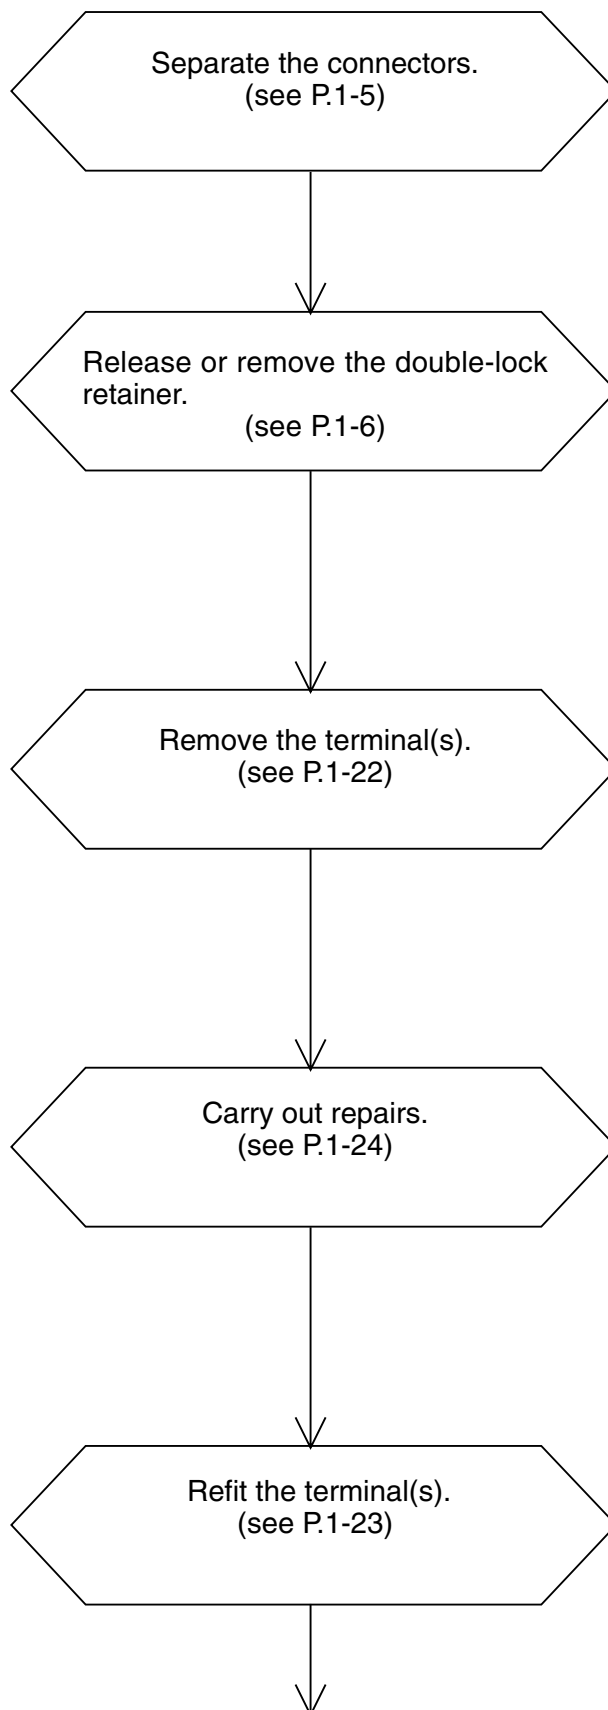 Separate the connectors.
(see P.1-5)
Release or remove the double-lock
retainer.
(see P.1-6)
Remove the terminal(s).
(see P.1-22)
Carry out repairs.
(see P.1-24)
Refit the terminal(s).
(see P.1-23)